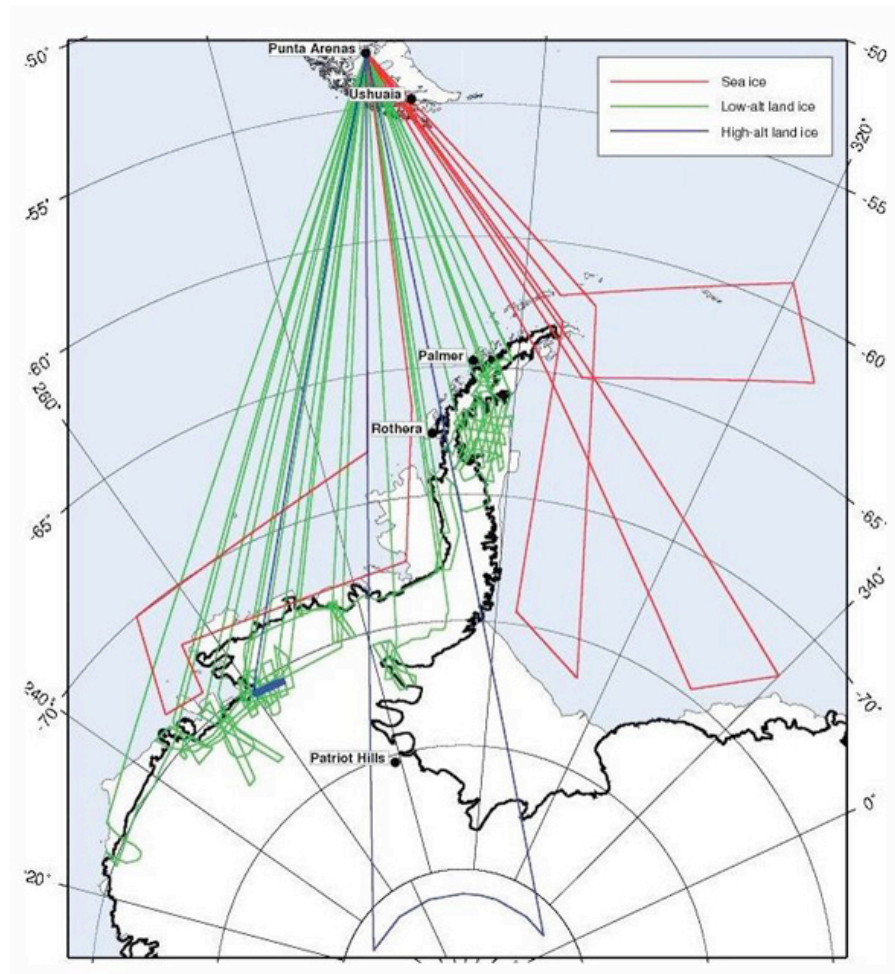 Punta Arenas
Ushuaia
Sea ice
Low-alt land ice
High-alt land ice
-50°
-50
320°
-55°
-55
-60°
-60
280°
Palmer
Rothera
-65°
-65
340°
240°
-70°
-70°
Patriot Hills
0°
20°